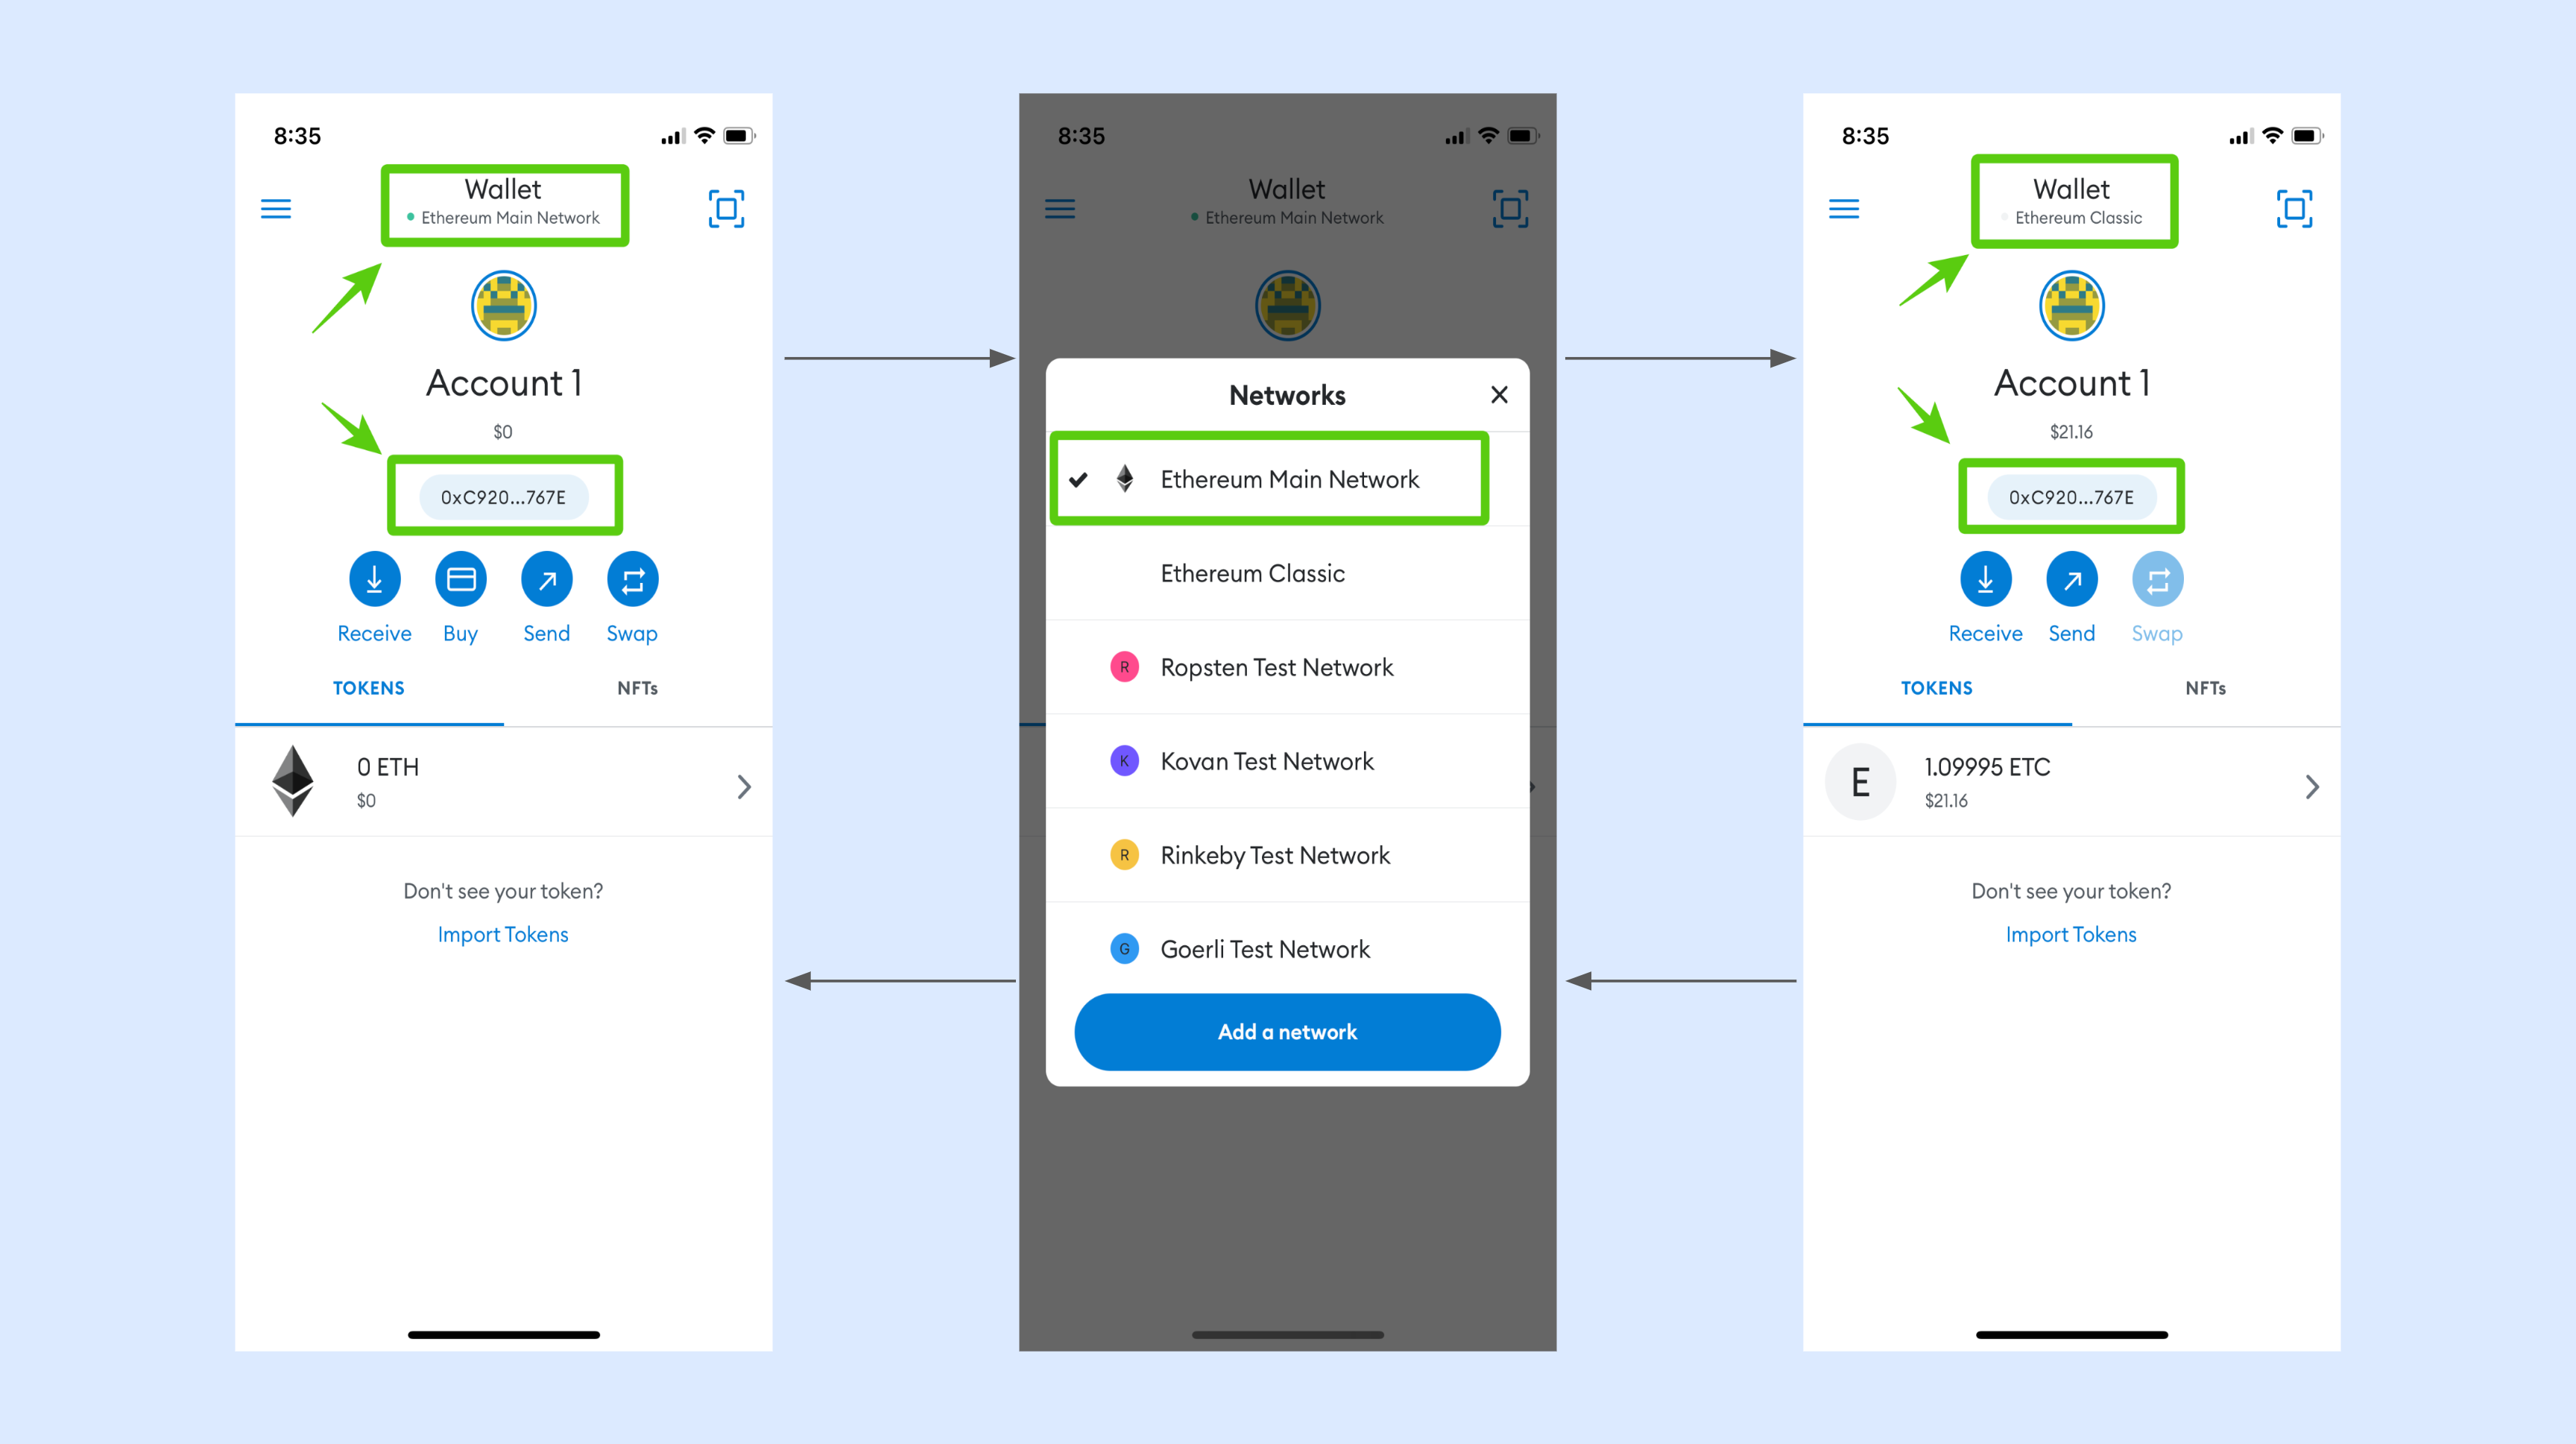 8:35
Wallet
Ethereum Main Network
Account 1
$0
0xC920...767E
Receive Buy Send Swap
TOKENS NFTs
0 ETH
$0
Don't see your token?
Import Tokens
8:35
Wallet
Ethereum Main Network
Networks
Ethereum Main Network
Ethereum Classic
R Ropsten Test Network
K Kovan Test Network
R Rinkeby Test Network
G Goerli Test Network
Add a network
8:35
Wallet
Ethereum Classic
Account 1
$21.16
0xC920...767E
Receive Send Swap
TOKENS NFTs
E 1.09995 ETC
$21.16
Don't see your token?
Import Tokens